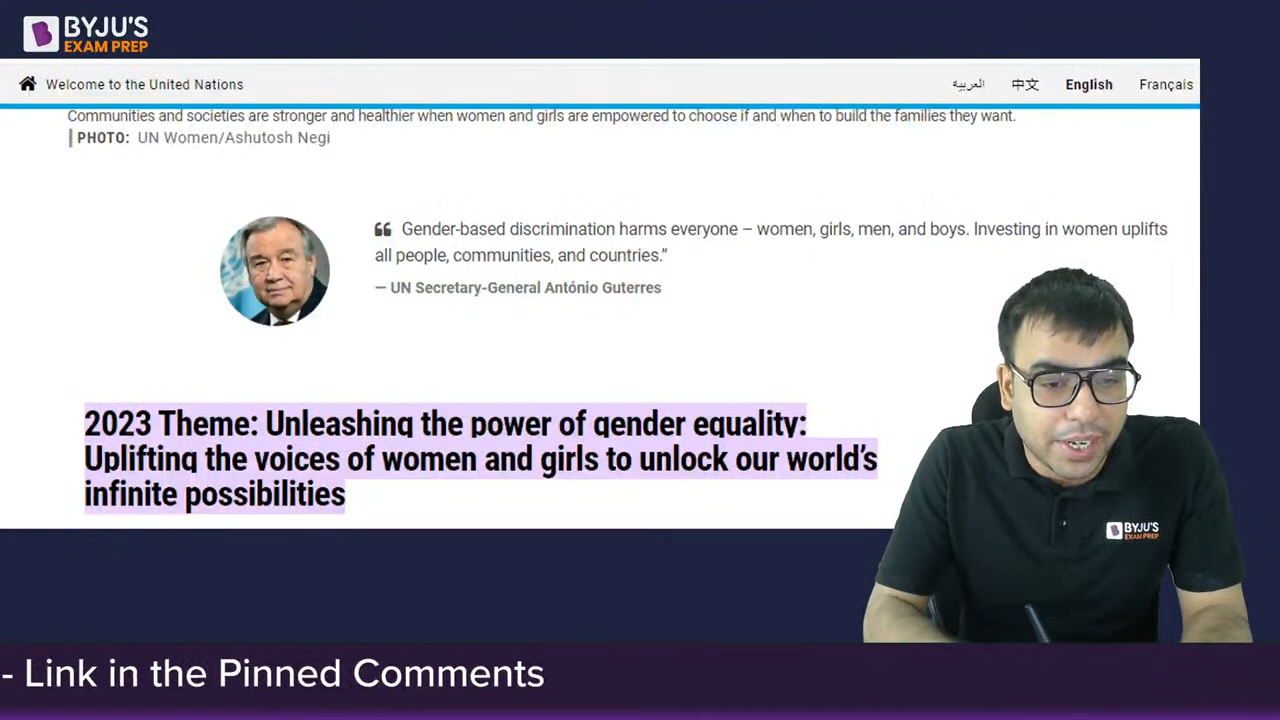 BYJU'S
EXAM PREP
Welcome to the United Nations
العربية
中文
English
Français
Communities and societies are stronger and healthier when women and girls are empowered to choose if and when to build the families they want.
PHOTO: UN Women/Ashutosh Negi
❝ Gender-based discrimination harms everyone – women, girls, men, and boys. Investing in women uplifts
all people, communities, and countries.”
— UN Secretary-General António Guterres
2023 Theme: Unleashing the power of gender equality:
Uplifting the voices of women and girls to unlock our world's
infinite possibilities
BYJU'S
EXAM PREP
- Link in the Pinned Comments